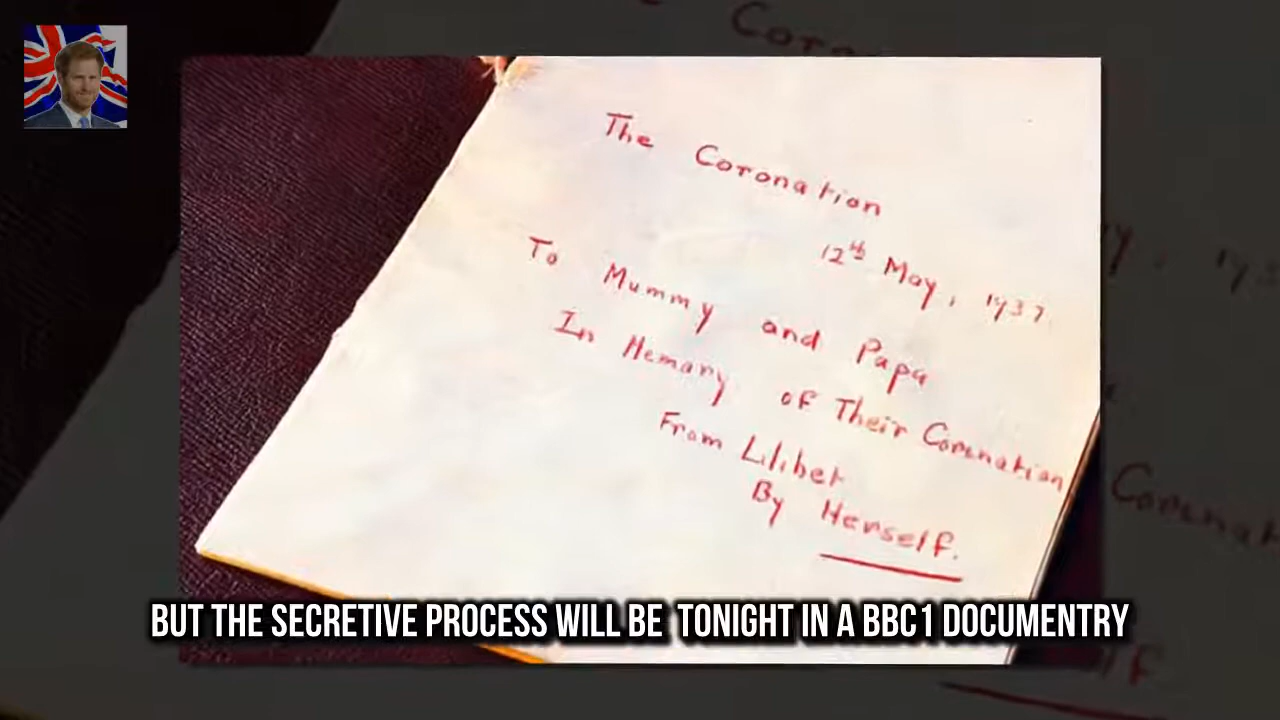 The Coronation
12th May, 1937.
To Mummy and Papa
In Memary of Their Coronation
From Lilibet
By Herself.
BUT THE SECRETIVE PROCESS WILL BE TONIGHT IN A BBC1 DOCUMENTRY